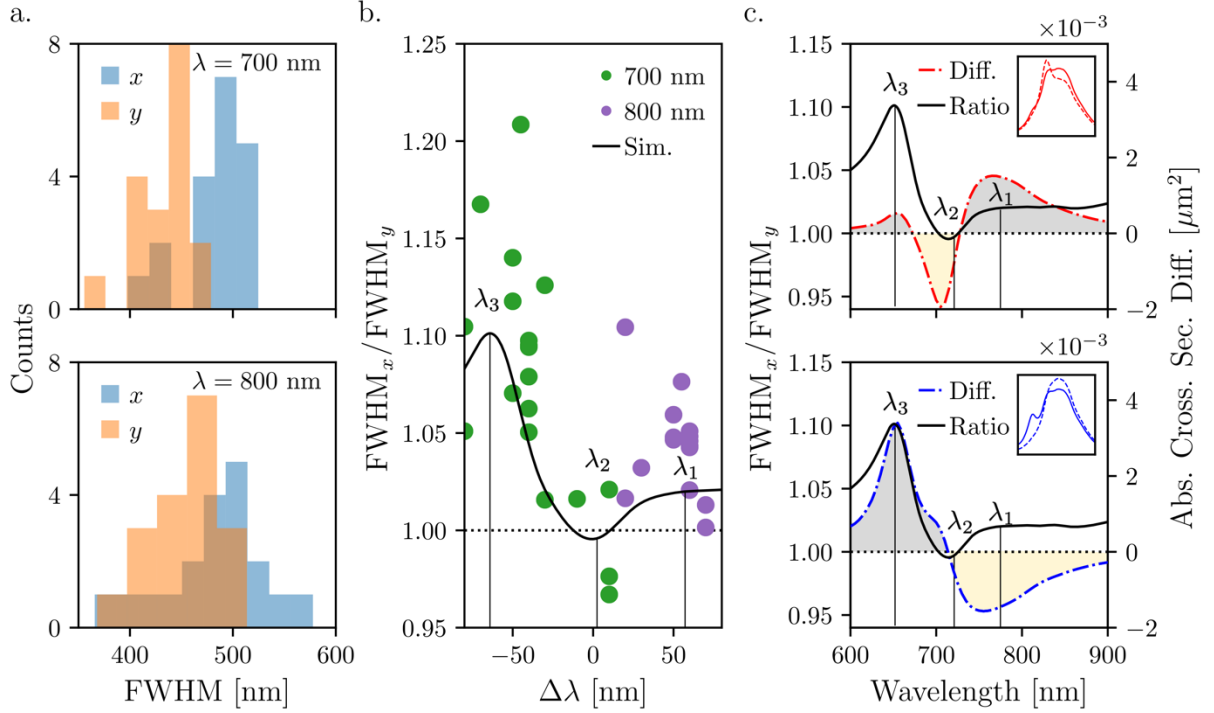 a.
8
4
0
λ = 700 nm
x
y
Counts
8
4
0
λ = 800 nm
x
y
400 500 600
FWHM [nm]
b.
1.25
1.20
1.15
1.10
1.05
1.00
0.95
FWHMx/FWHMy
700 nm
800 nm
Sim.
λ3
λ2
λ1
−50 0 50
Δλ [nm]
c.
×10−3
1.15
1.10
1.05
1.00
0.95
FWHMx/FWHMy
Diff.
Ratio
λ3
λ2
λ1
4
2
0
−2
×10−3
1.15
1.10
1.05
1.00
0.95
FWHMx/FWHMy
Diff.
Ratio
λ3
λ2
λ1
4
2
0
−2
Abs. Cross. Sec. Diff. [μm2]
600 700 800 900
Wavelength [nm]